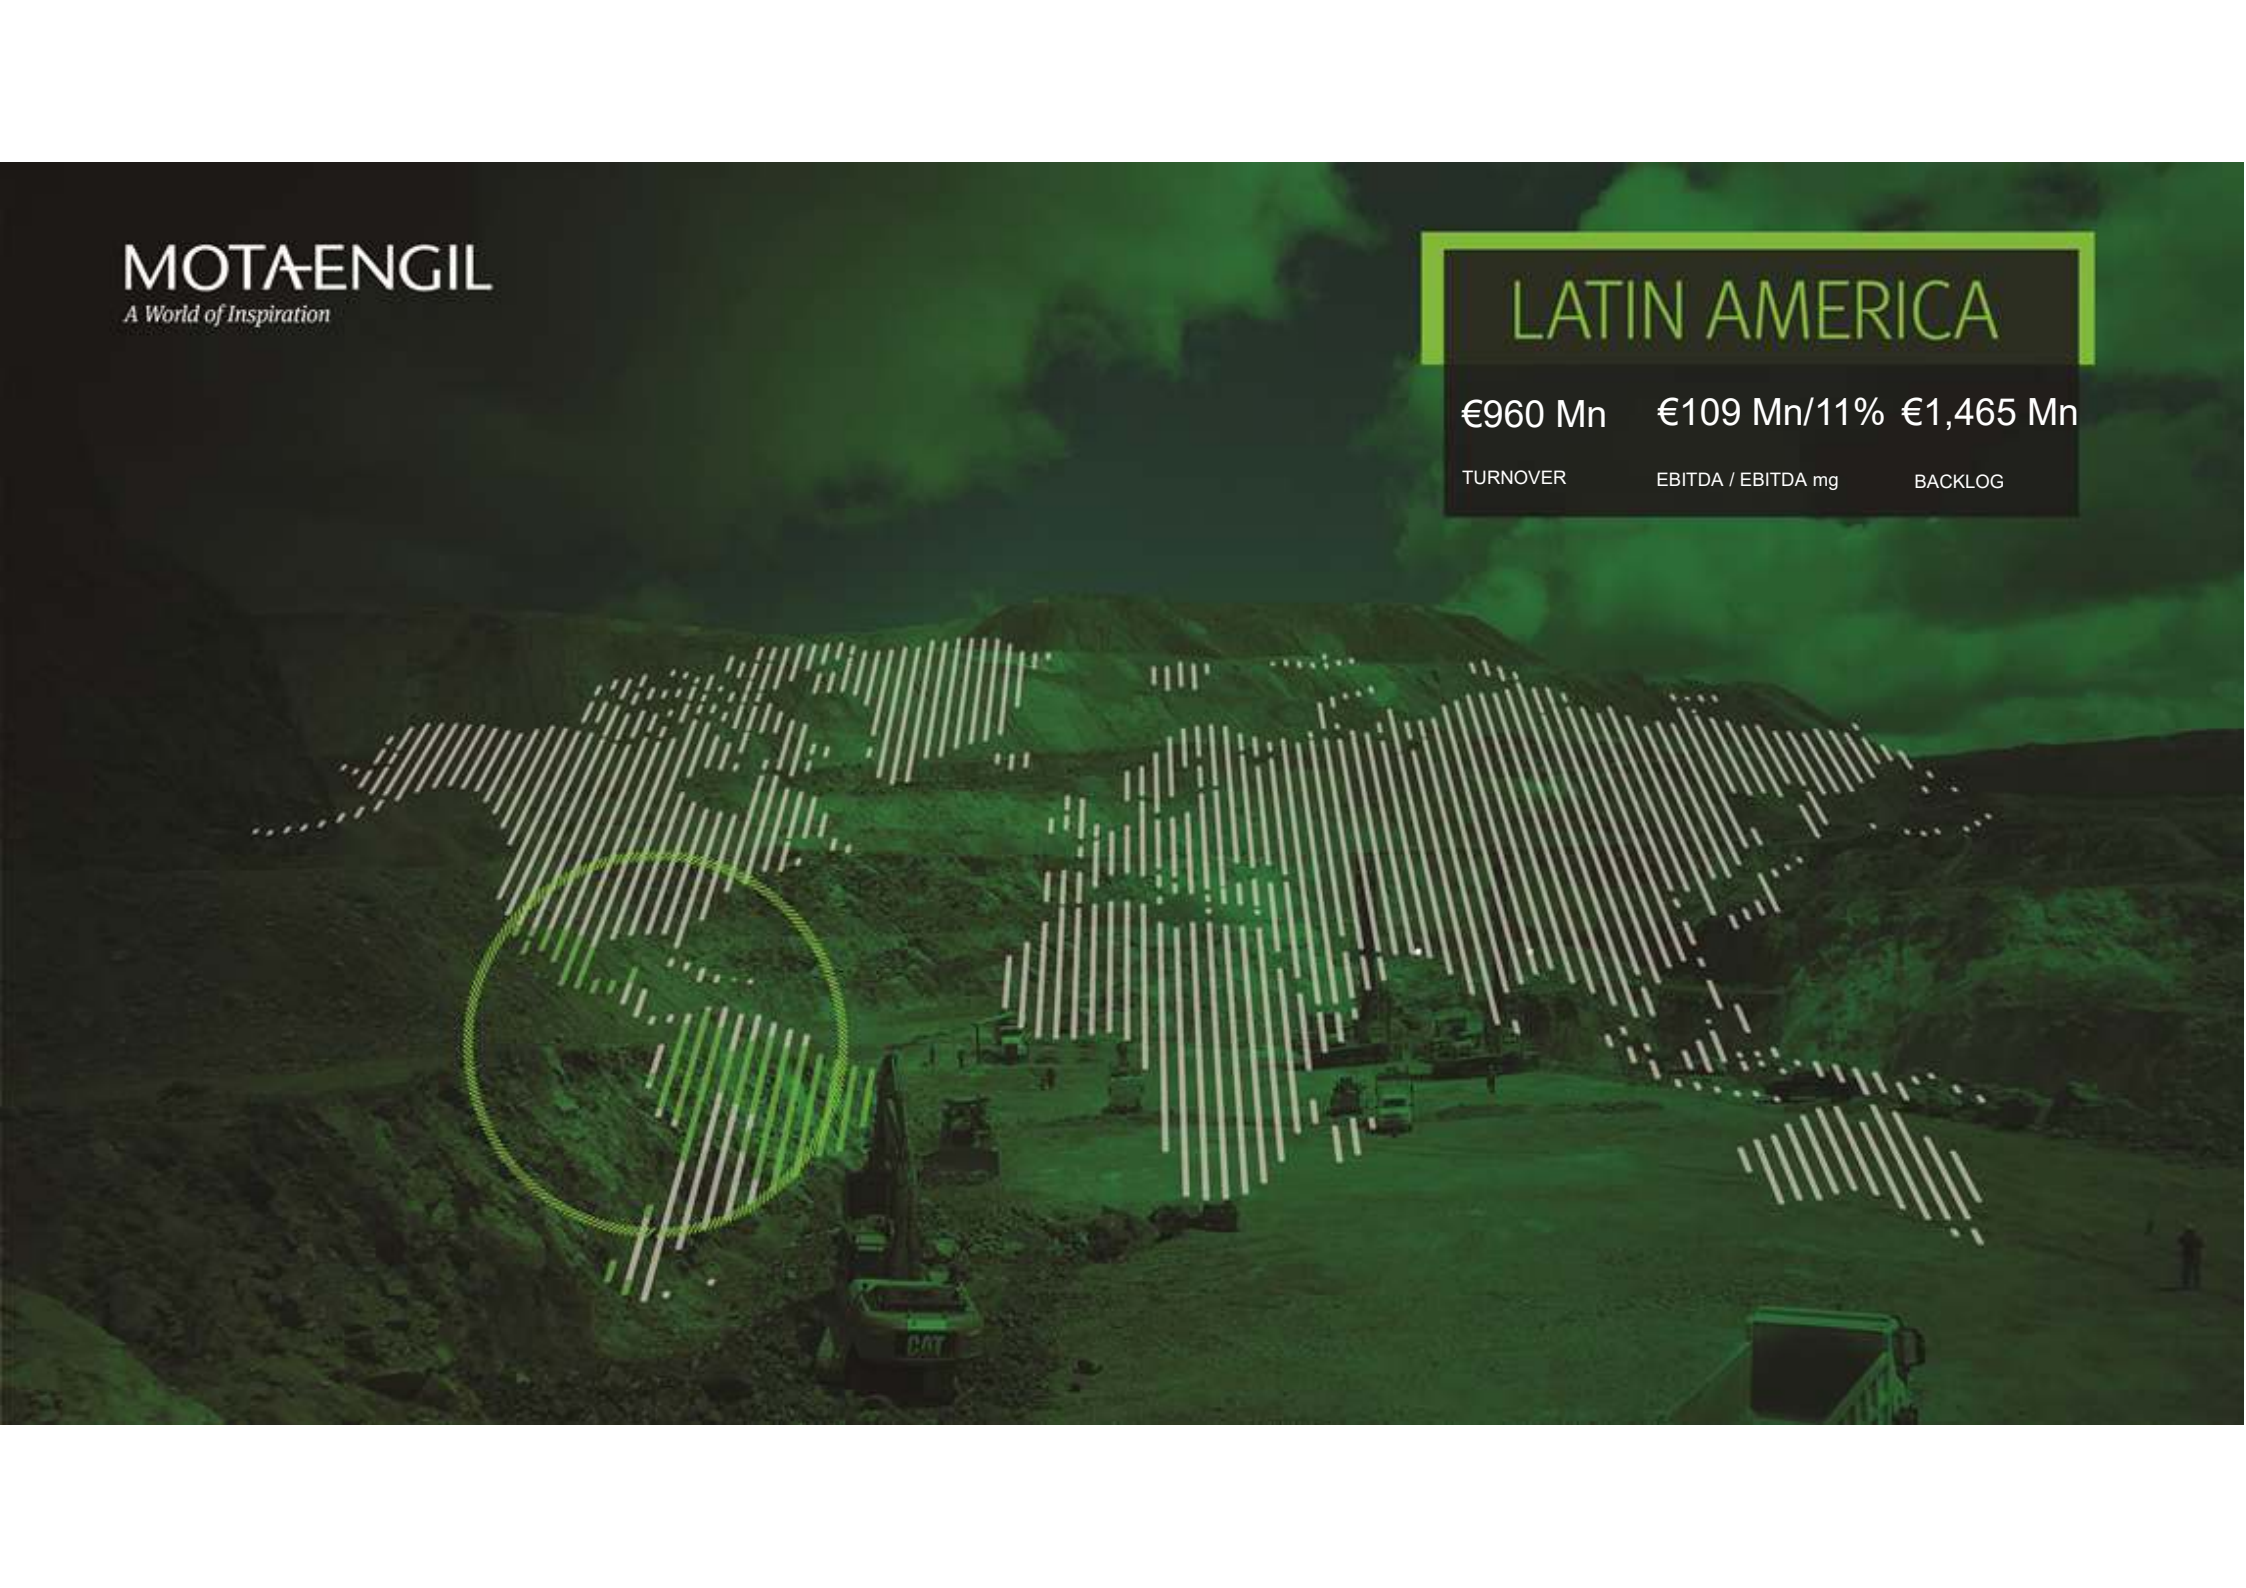 MOTA-ENGIL
A World of Inspiration
LATIN AMERICA
€960 Mn €109 Mn/11% €1,465 Mn
TURNOVER EBITDA / EBITDA mg BACKLOG
CAT